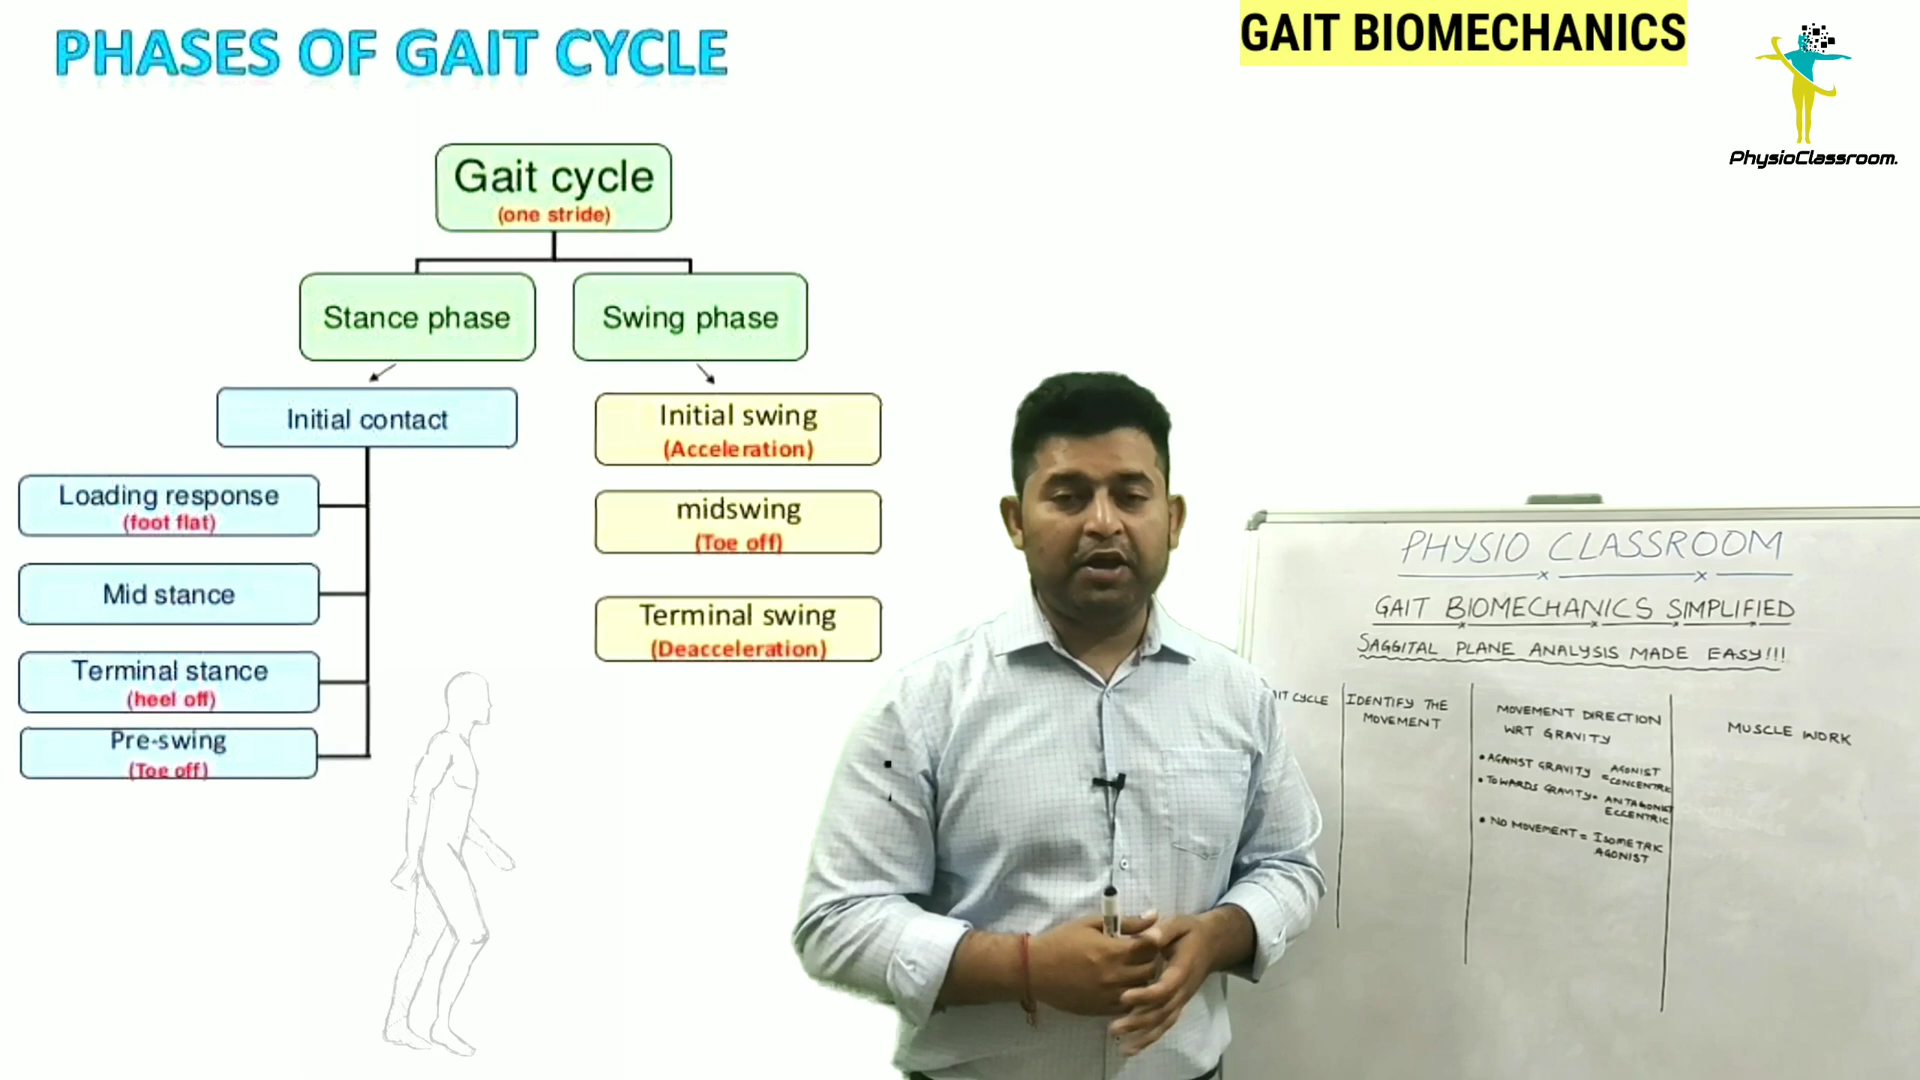 PHASES OF GAIT CYCLE
GAIT BIOMECHANICS
PhysioClassroom.
Gait cycle
(one stride)
Stance phase
Swing phase
Initial contact
Loading response
(foot flat)
Mid stance
Terminal stance
(heel off)
Pre-swing
(Toe off)
Initial swing
(Acceleration)
midswing
(Toe off)
Terminal swing
(Deacceleration)
PHYSIO CLASSROOM
GAIT BIOMECHANICS SIMPLIFIED
SAGGITAL PLANE ANALYSIS MADE EASY!!!
CYCLE
IDENTIFY THE
MOVEMENT
MOVEMENT DIRECTION
WRT GRAVITY
• AGAINST GRAVITY = AGONIST
CONCENTRIC
• TOWARDS GRAVITY = ANTAGONIST
ECCENTRIC
• NO MOVEMENT = ISOMETRIC
AGONIST
MUSCLE WORK